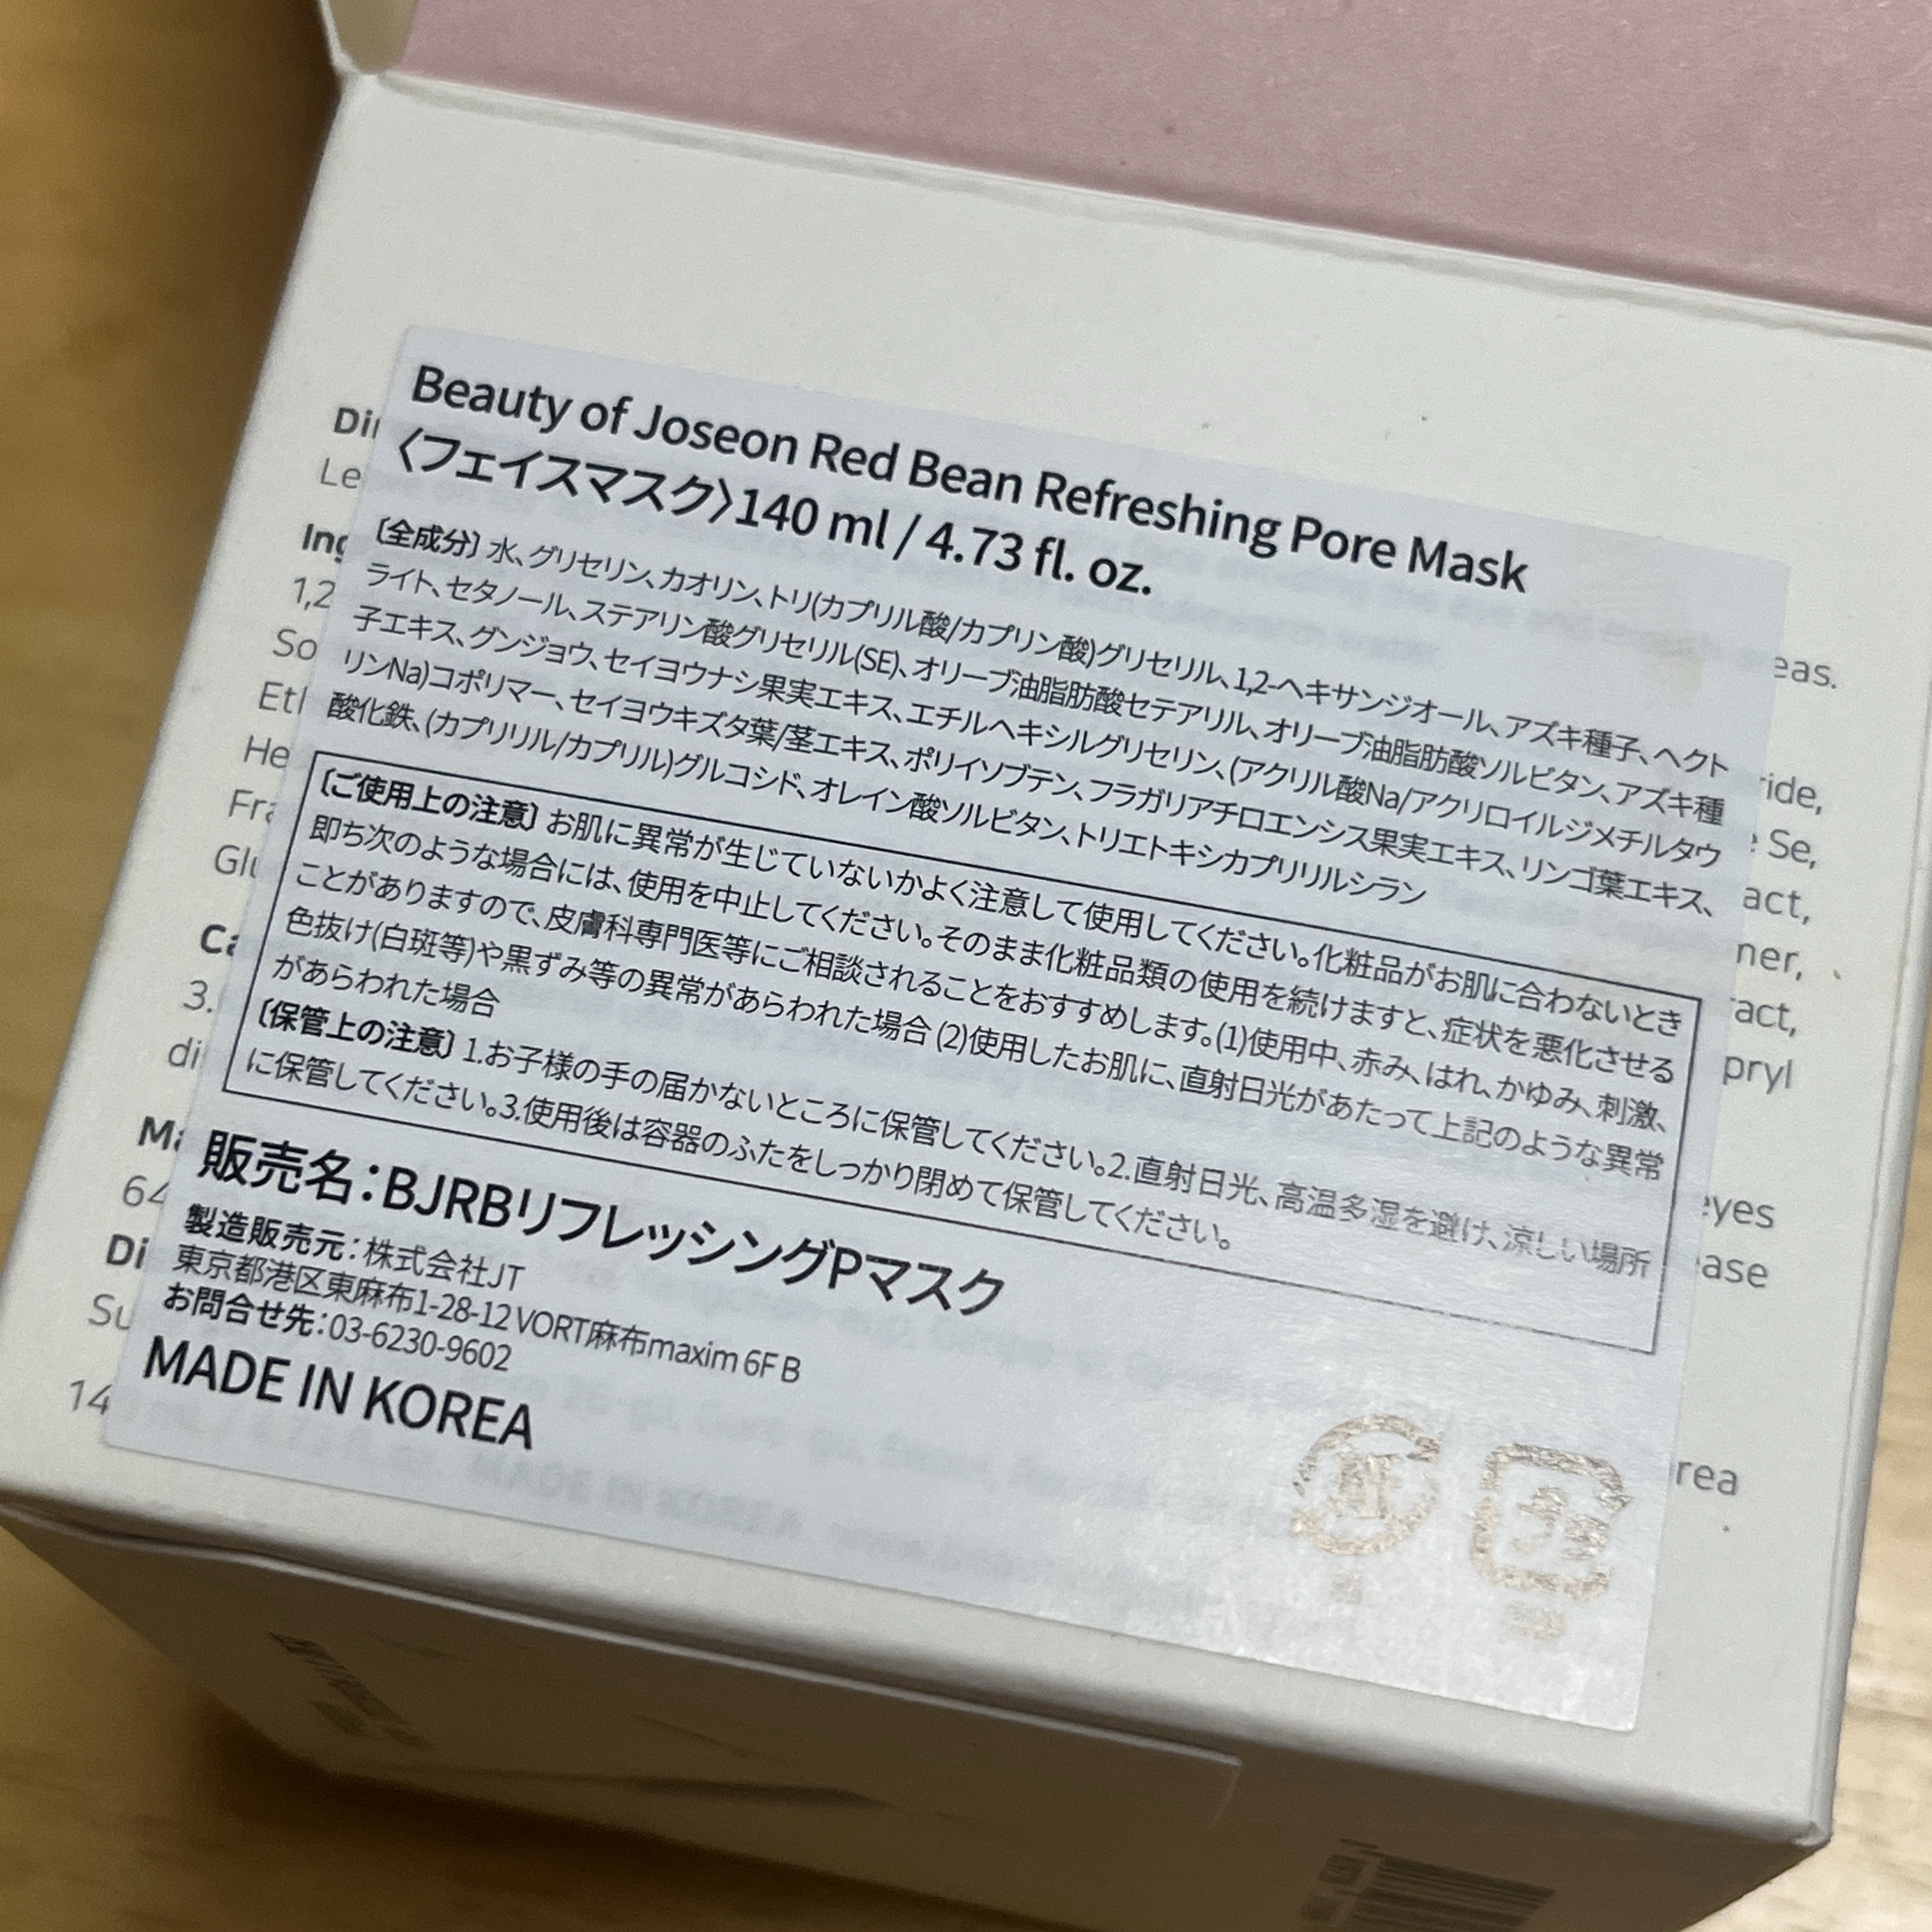 Beauty of Joseon Red Bean Refreshing Pore Mask
〈フェイスマスク〉140 ml / 4.73 fl. oz.
〔全成分〕水、グリセリン、カオリン、トリ(カプリル酸/カプリン酸)グリセリル、1,2-ヘキサンジオール、アズキ種子、ヘクト
ライト、セタノール、ステアリン酸グリセリル(SE)、オリーブ油脂肪酸セテアリル、オリーブ油脂肪酸ソルビタン、アズキ種
子エキス、グンジョウ、セイヨウナシ果実エキス、エチルヘキシルグリセリン、(アクリル酸Na/アクリロイルジメチルタウ
リンNa)コポリマー、セイヨウキズタ葉/茎エキス、ポリイソブテン、フラガリアチロエンシス果実エキス、リンゴ葉エキス、
酸化鉄、(カプリリル/カプリル)グルコシド、オレイン酸ソルビタン、トリエトキシカプリリルシラン
〔ご使用上の注意〕お肌に異常が生じていないかよく注意して使用してください。化粧品がお肌に合わないとき
即ち次のような場合には、使用を中止してください。そのまま化粧品類の使用を続けますと、症状を悪化させる
ことがありますので、皮膚科専門医等にご相談されることをおすすめします。(1)使用中、赤み、はれ、かゆみ、刺激、
色抜け(白斑等)や黒ずみ等の異常があらわれた場合 (2)使用したお肌に、直射日光があたって上記のような異常
があらわれた場合
〔保管上の注意〕1.お子様の手の届かないところに保管してください。2.直射日光、高温多湿を避け、涼しい場所
に保管してください。3.使用後は容器のふたをしっかり閉めて保管してください。
販売名：BJRBリフレッシングPマスク
製造販売元：株式会社JT
東京都港区東麻布1-28-12 VORT麻布maxim 6F B
お問合せ先：03-6230-9602
MADE IN KOREA